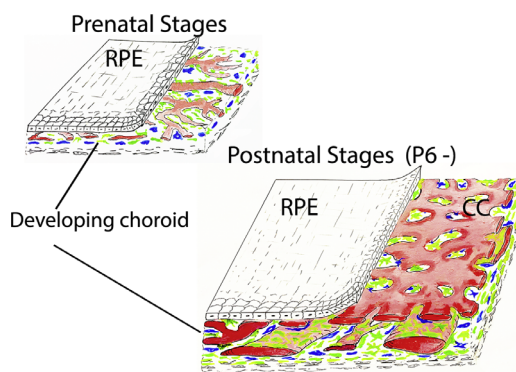 Prenatal Stages
RPE
Postnatal Stages (P6 -)
RPE
CC
Developing choroid